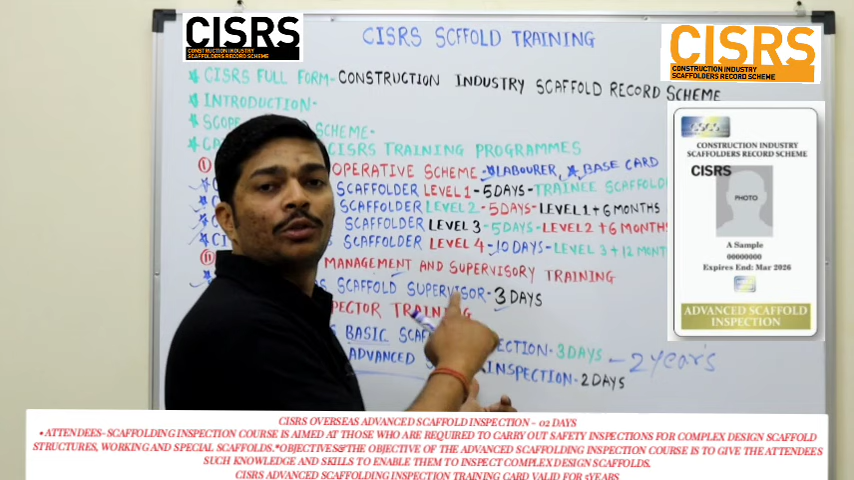 CISRS
CONSTRUCTION INDUSTRY
SCAFFOLDERS RECORD SCHEME
CISRS SCFFOLD TRAINING
CISRS
CONSTRUCTION INDUSTRY
SCAFFOLDERS RECORD SCHEME
* CISRS FULL FORM- CONSTRUCTION INDUSTRY SCAFFOLD RECORD SCHEME
* INTRODUCTION-
* SCOPE SCHEME-
* CISRS TRAINING PROGRAMMES
(I) OPERATIVE SCHEME - * LABOURER, * BASE CARD
SCAFFOLDER LEVEL 1 - 5 DAYS - TRAINEE SCAFFOLD
SCAFFOLDER LEVEL 2 - 5 DAYS - LEVEL 1 + 6 MONTHS
SCAFFOLDER LEVEL 3 - 5 DAYS - LEVEL 2 + 6 MONTHS
CI SCAFFOLDER LEVEL 4 - 10 DAYS - LEVEL 3 + 12 MONT
(II) MANAGEMENT AND SUPERVISORY TRAINING
S SCAFFOLD SUPERVISOR - 3 DAYS
PECTOR TRAINING
S BASIC SCAF ECTION - 3 DAYS - 2 years
ADVANCED INSPECTION - 2 DAYS
CONSTRUCTION INDUSTRY
SCAFFOLDERS RECORD SCHEME
CISRS
PHOTO
A Sample
00000000
Expires End: Mar 2026
ADVANCED SCAFFOLD
INSPECTION
CISRS OVERSEAS ADVANCED SCAFFOLD INSPECTION – 02 DAYS
• ATTENDEES- SCAFFOLDING INSPECTION COURSE IS AIMED AT THOSE WHO ARE REQUIRED TO CARRY OUT SAFETY INSPECTIONS FOR COMPLEX DESIGN SCAFFOLD
STRUCTURES, WORKING AND SPECIAL SCAFFOLDS.*OBJECTIVES&THE OBJECTIVE OF THE ADVANCED SCAFFOLDING INSPECTION COURSE IS TO GIVE THE ATTENDEES
SUCH KNOWLEDGE AND SKILLS TO ENABLE THEM TO INSPECT COMPLEX DESIGN SCAFFOLDS.
CISRS ADVANCED SCAFFOLDING INSPECTION TRAINING CARD VALID FOR 5YEARS